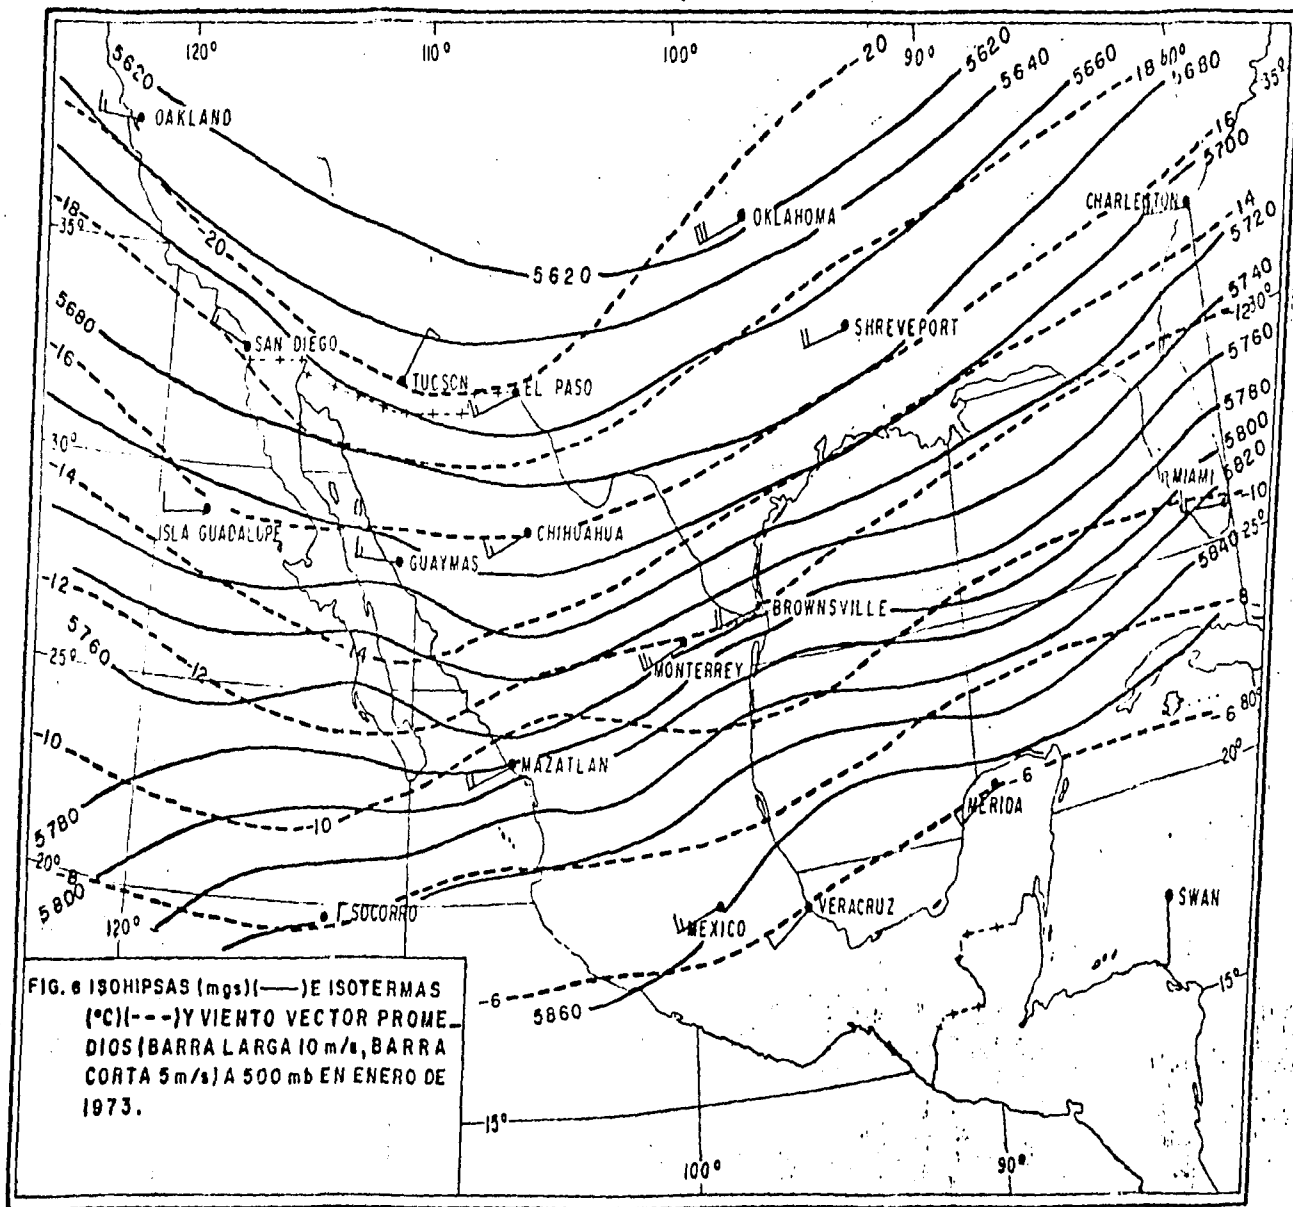 120°
110°
100°
-20
90°
5620
5640
5660
5680
-18
35°
5620
OAKLAND
-16
5700
OKLAHOMA
CHARLESTON
-14
5720
-18
35°
-20
5620
5740
30°
-12
5760
5680
SAN DIEGO
SHREVEPORT
-16
TUCSON
EL PASO
5780
30°
5800
-14
5820
MIAMI
-10
ISLA GUADALUPE
CHIHUAHUA
25°
GUAYMAS
5840
-12
BROWNSVILLE
5760
25°
-12
MONTERREY
-6
80°
-10
20°
MAZATLAN
-6
MERIDA
-10
5780
20°
-8
5800
120°
SOCORRO
MEXICO
VERACRUZ
SWAN
15°
-6
5860
FIG. 6 ISOHIPSAS (mgs)(——) E ISOTERMAS
(°C)(---) Y VIENTO VECTOR PROME-
DIOS (BARRA LARGA 10 m/s, BARRA
CORTA 5 m/s) A 500 mb EN ENERO DE
1973.
15°
100°
90°